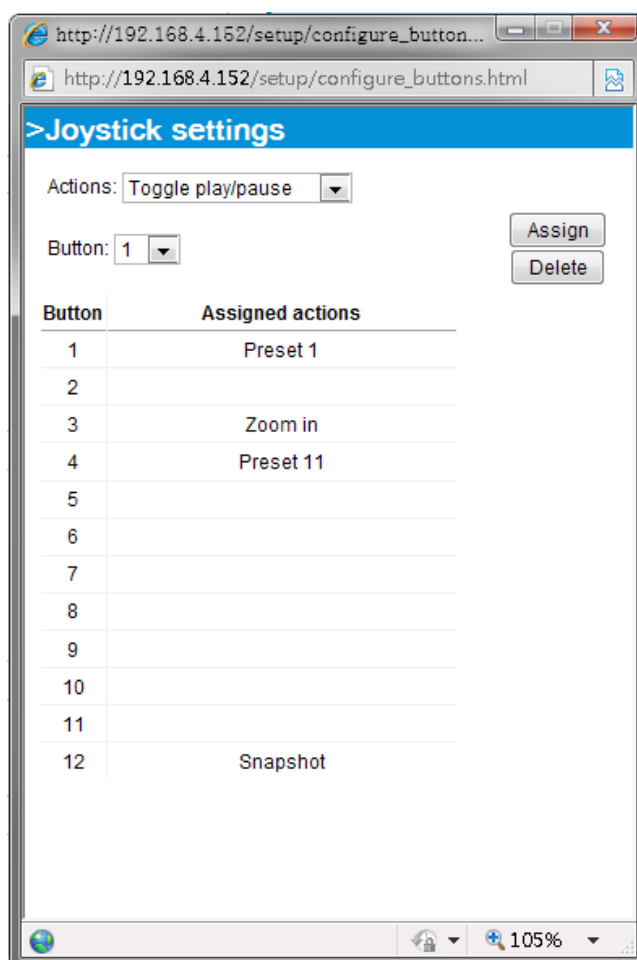 http://192.168.4.152/setup/configure_button...
http://192.168.4.152/setup/configure_buttons.html
>Joystick settings
Actions: Toggle play/pause
Button: 1
Assign
Delete
Button Assigned actions
1 Preset 1
2
3 Zoom in
4 Preset 11
5
6
7
8
9
10
11
12 Snapshot
105%